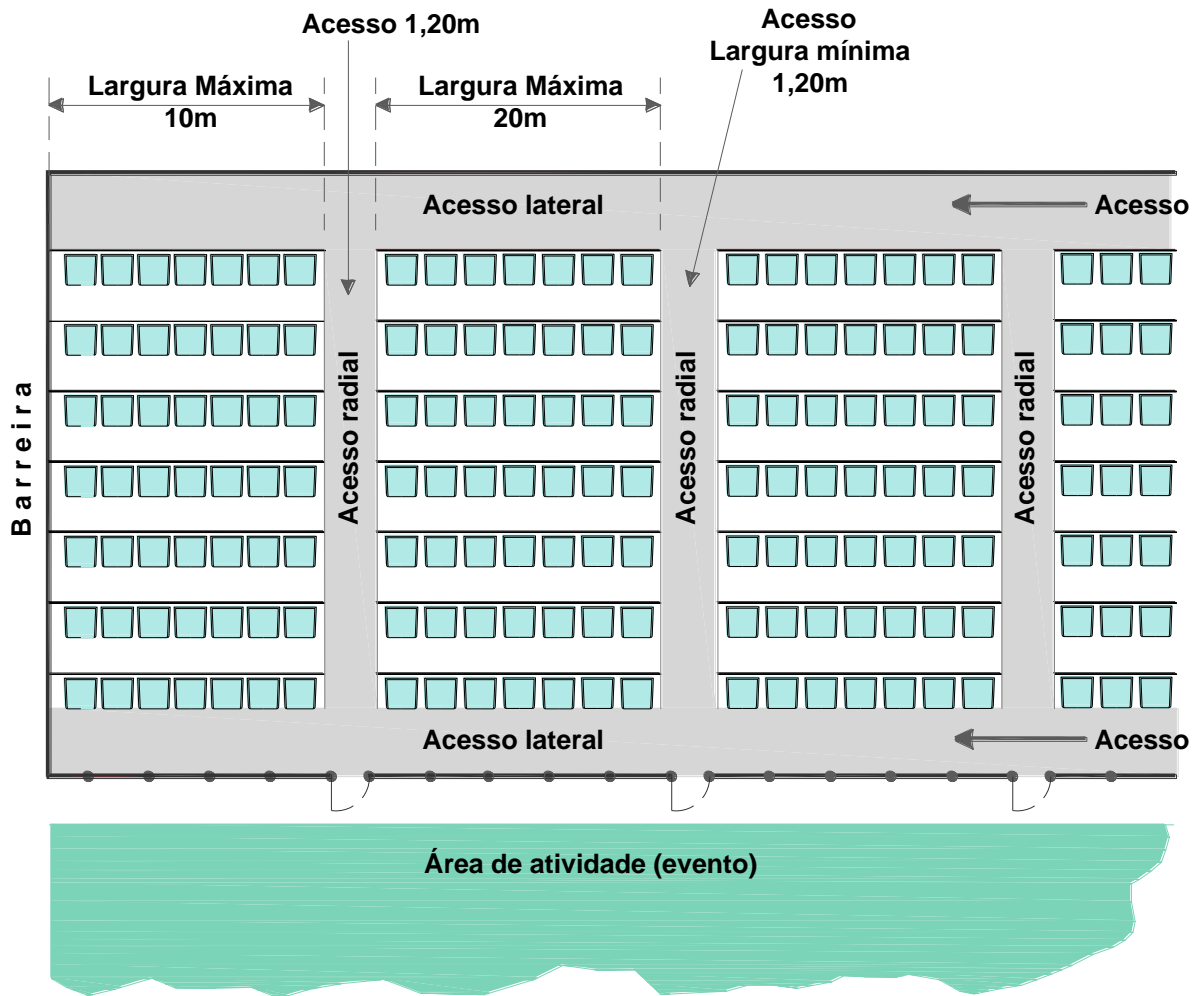 Acesso 1,20m
Acesso
Largura mínima
1,20m
Largura Máxima
10m
Largura Máxima
20m
Acesso lateral
Acesso
Barreira
Acesso radial
Acesso radial
Acesso radial
Acesso lateral
Acesso
Área de atividade (evento)